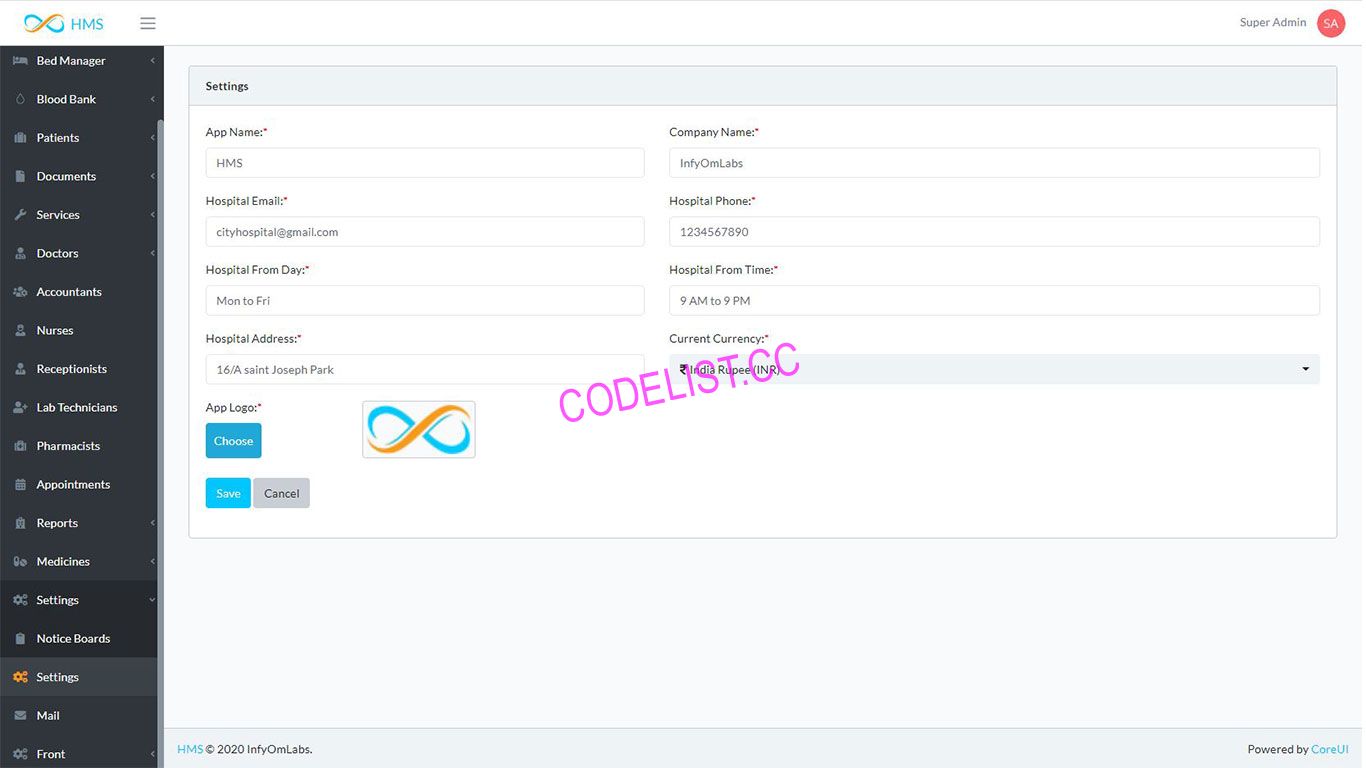 HMS
Super Admin
SA
Bed Manager
Blood Bank
Patients
Documents
Services
Doctors
Accountants
Nurses
Receptionists
Lab Technicians
Pharmacists
Appointments
Reports
Medicines
Settings
Notice Boards
Settings
Mail
Front
Settings
App Name:*
HMS
Company Name:*
InfyOmLabs
Hospital Email:*
cityhospital@gmail.com
Hospital Phone:*
1234567890
Hospital From Day:*
Mon to Fri
Hospital From Time:*
9 AM to 9 PM
Hospital Address:*
16/A saint Joseph Park
Current Currency:*
₹ India Rupee (INR)
CODELIST.CC
App Logo:*
Choose
Save
Cancel
HMS © 2020 InfyOmLabs.
Powered by CoreUI